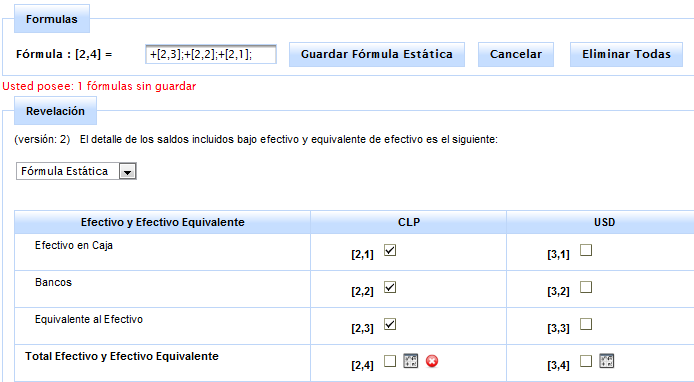 Formulas
Fórmula : [2,4] = +[2,3];+[2,2];+[2,1]; Guardar Fórmula Estática Cancelar Eliminar Todas
Usted posee: 1 fórmulas sin guardar
Revelación
(versión: 2) El detalle de los saldos incluidos bajo efectivo y equivalente de efectivo es el siguiente:
Fórmula Estática
Efectivo y Efectivo Equivalente CLP USD
Efectivo en Caja [2,1] [3,1]
Bancos [2,2] [3,2]
Equivalente al Efectivo [2,3] [3,3]
Total Efectivo y Efectivo Equivalente [2,4] [3,4]